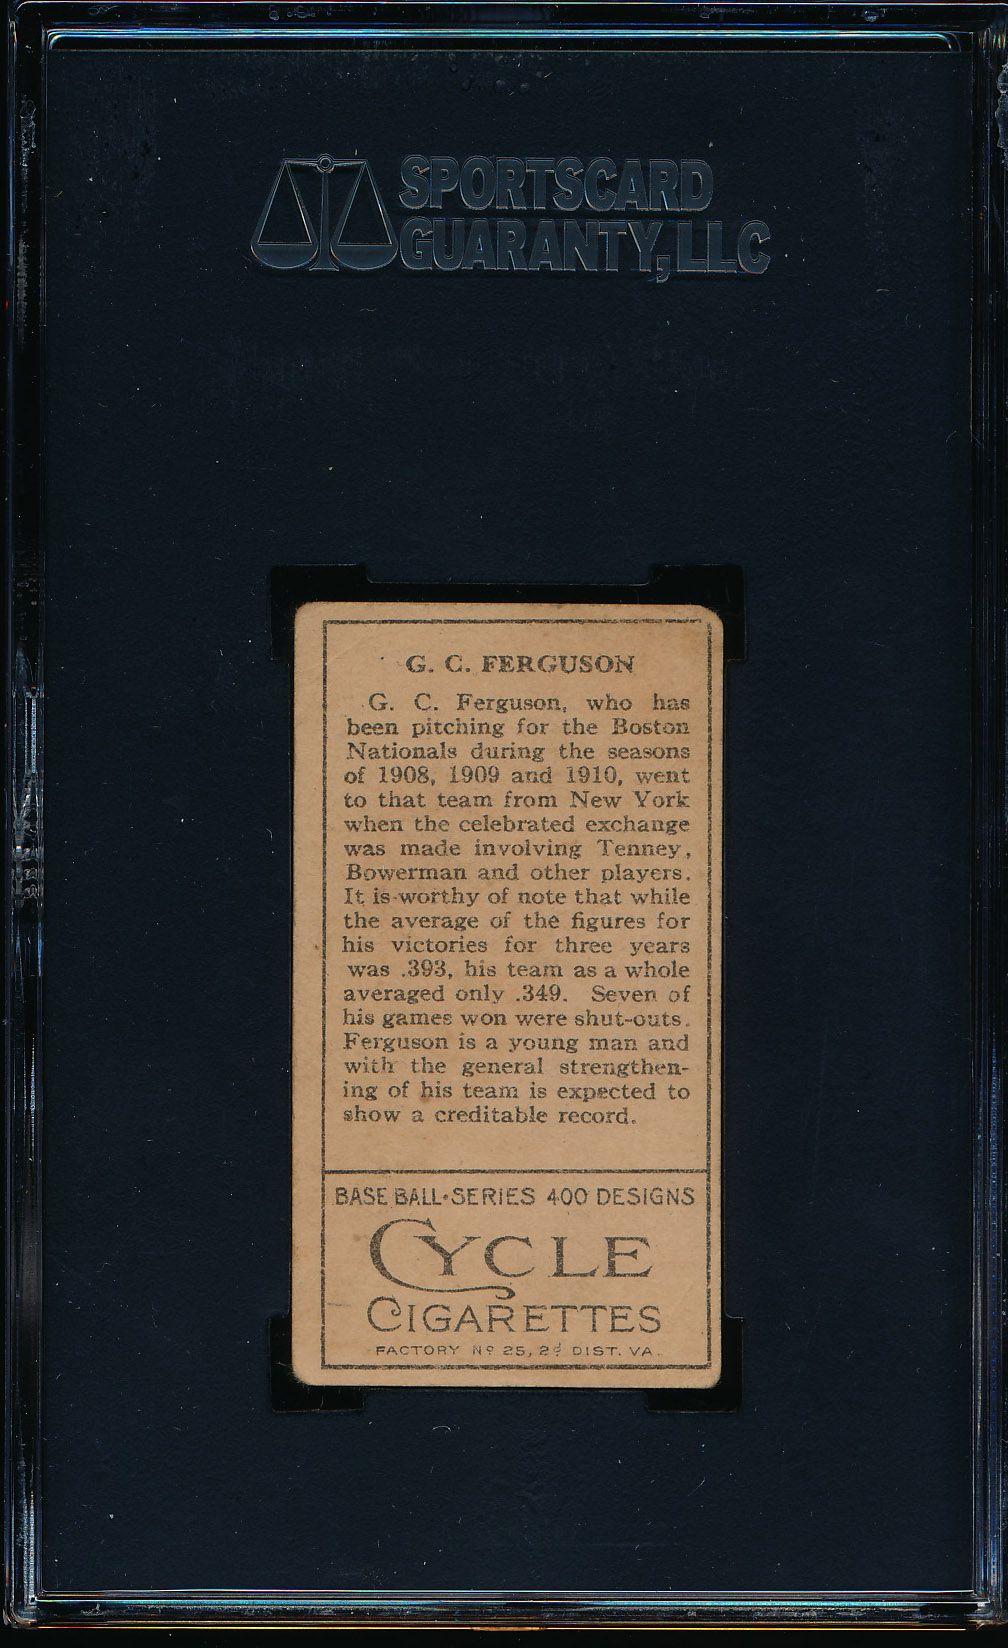 SPORTSCARD
GUARANTY, LLC
G. C. FERGUSON
G. C. Ferguson, who has
been pitching for the Boston
Nationals during the seasons
of 1908, 1909 and 1910, went
to that team from New York
when the celebrated exchange
was made involving Tenney,
Bowerman and other players.
It is worthy of note that while
the average of the figures for
his victories for three years
was .393, his team as a whole
averaged only .349. Seven of
his games won were shut-outs.
Ferguson is a young man and
with the general strengthen-
ing of his team is expected to
show a creditable record.
BASE BALL SERIES 400 DESIGNS
CYCLE
CIGARETTES
FACTORY Nº 25, 2d DIST. VA.